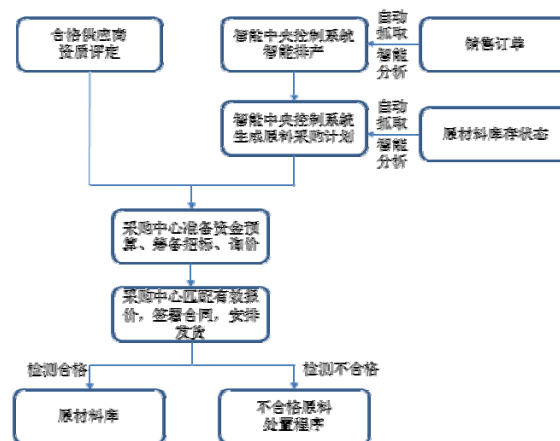 合格供应商
资质评定
智能中央控制系统
智能排产
自动
抓取
智能
分析
销售订单
智能中央控制系统
生成原料采购计划
自动
抓取
智能
分析
原材料库存状态
采购中心准备资金预
算、筹备招标、询价
采购中心匹配有效报
价，签署合同，安排
发货
检测合格
检测不合格
原材料库
不合格原料
处置程序